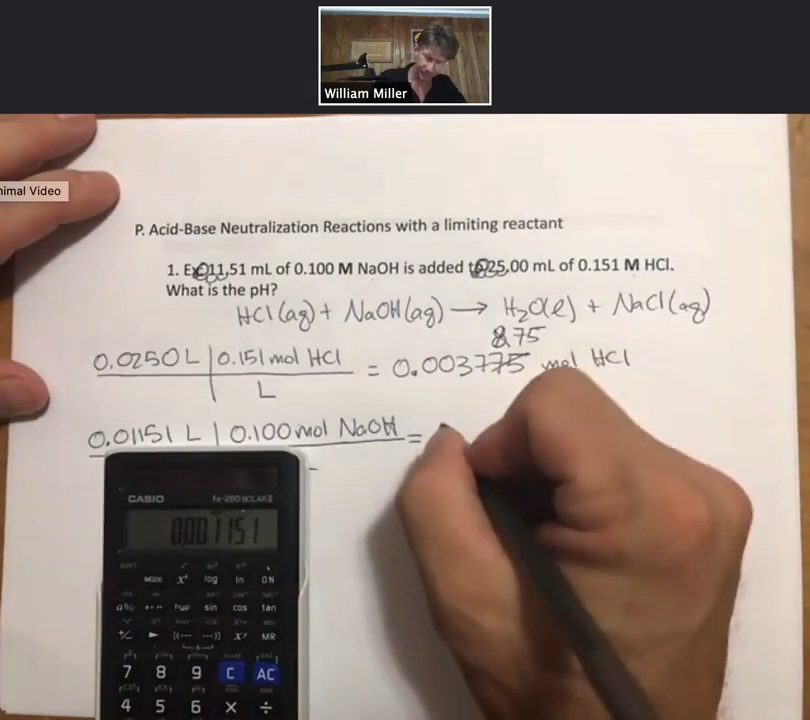 William Miller
nimal Video
P. Acid-Base Neutralization Reactions with a limiting reactant
1. Ex. 11.51 mL of 0.100 M NaOH is added to 25.00 mL of 0.151 M HCl.
What is the pH?
HCl(aq) + NaOH(aq) → H₂O(l) + NaCl(aq)
875
0.0250 L | 0.151 mol HCl = 0.003775 mol HCl
L
0.01151 L | 0.100 mol NaOH =
CASIO fx-260 SOLAR II
0.001151
MODE log ln ON
hyp sin cos tan
+/- ► [(--- ---)] MR
7 8 9 C AC
4 5 6 × ÷